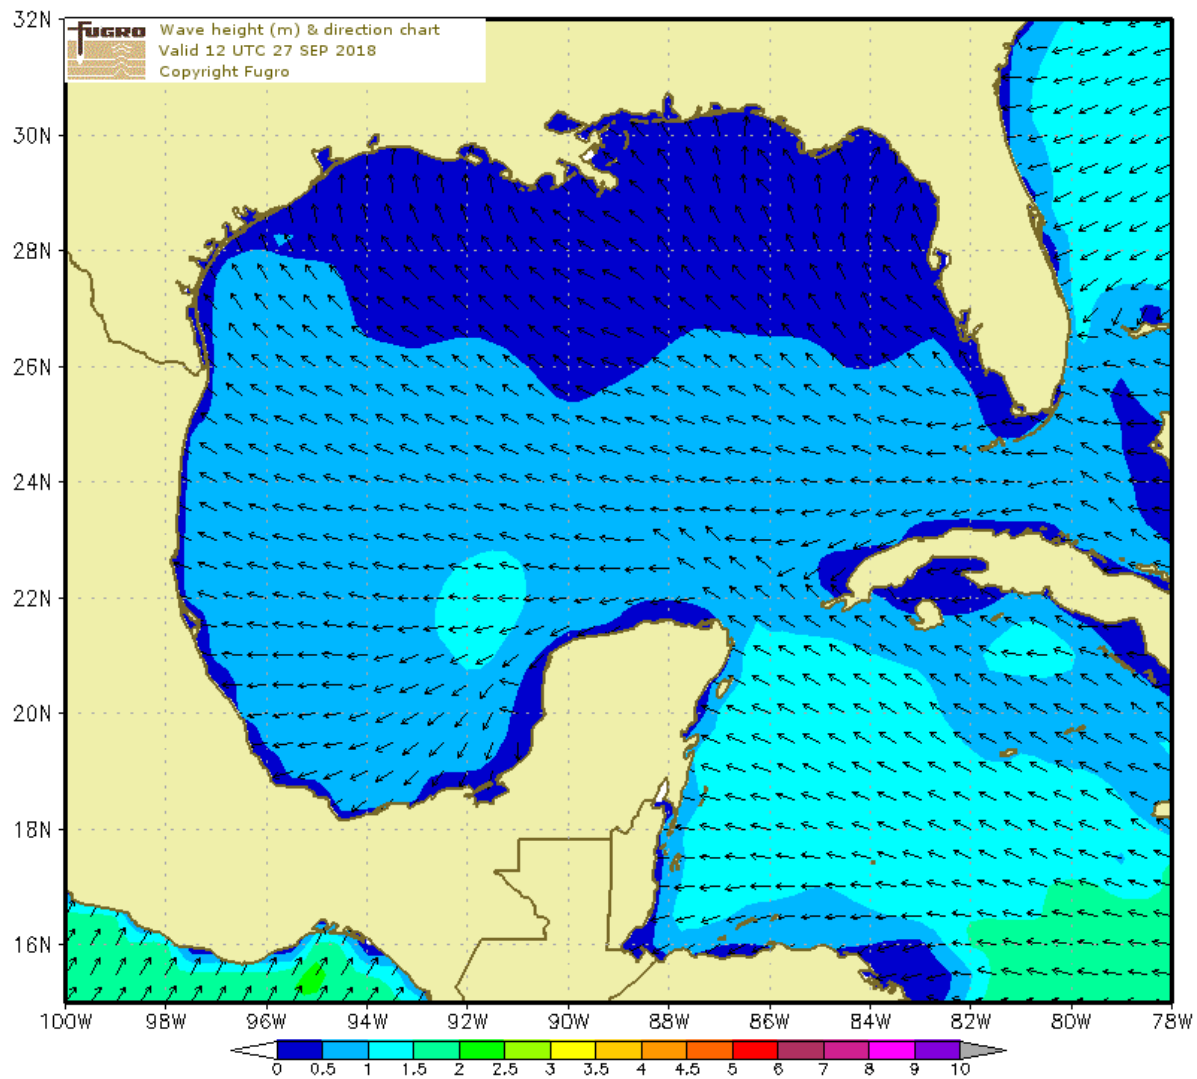 FUGRO
Wave height (m) & direction chart
Valid 12 UTC 27 SEP 2018
Copyright Fugro
32N
30N
28N
26N
24N
22N
20N
18N
16N
100W 98W 96W 94W 92W 90W 88W 86W 84W 82W 80W 78W
0 0.5 1 1.5 2 2.5 3 3.5 4 4.5 5 6 7 8 9 10